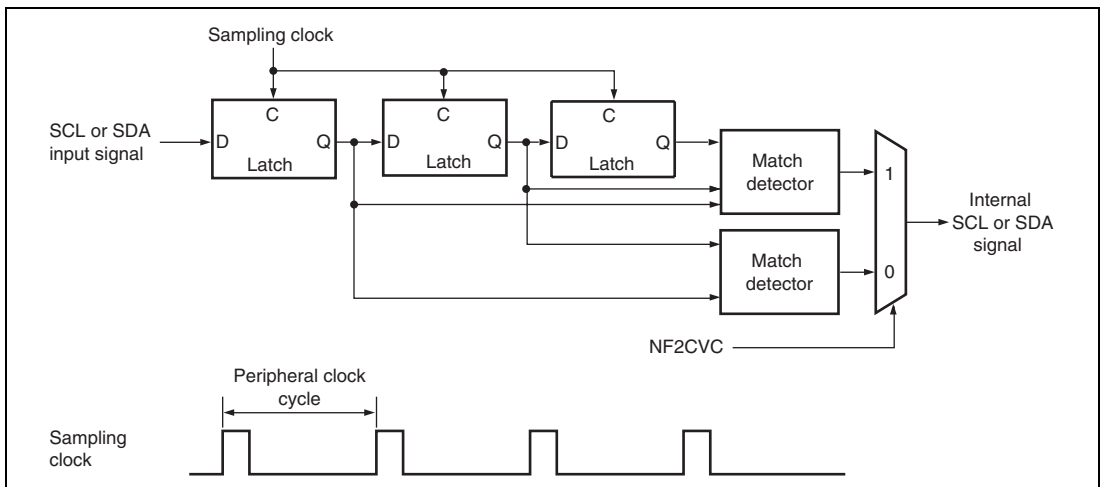 Sampling clock
SCL or SDA
input signal
D
C
Q
Latch
D
C
Q
Latch
D
C
Q
Latch
Match
detector
Match
detector
1
0
Internal
SCL or SDA
signal
NF2CVC
Peripheral clock
cycle
Sampling
clock